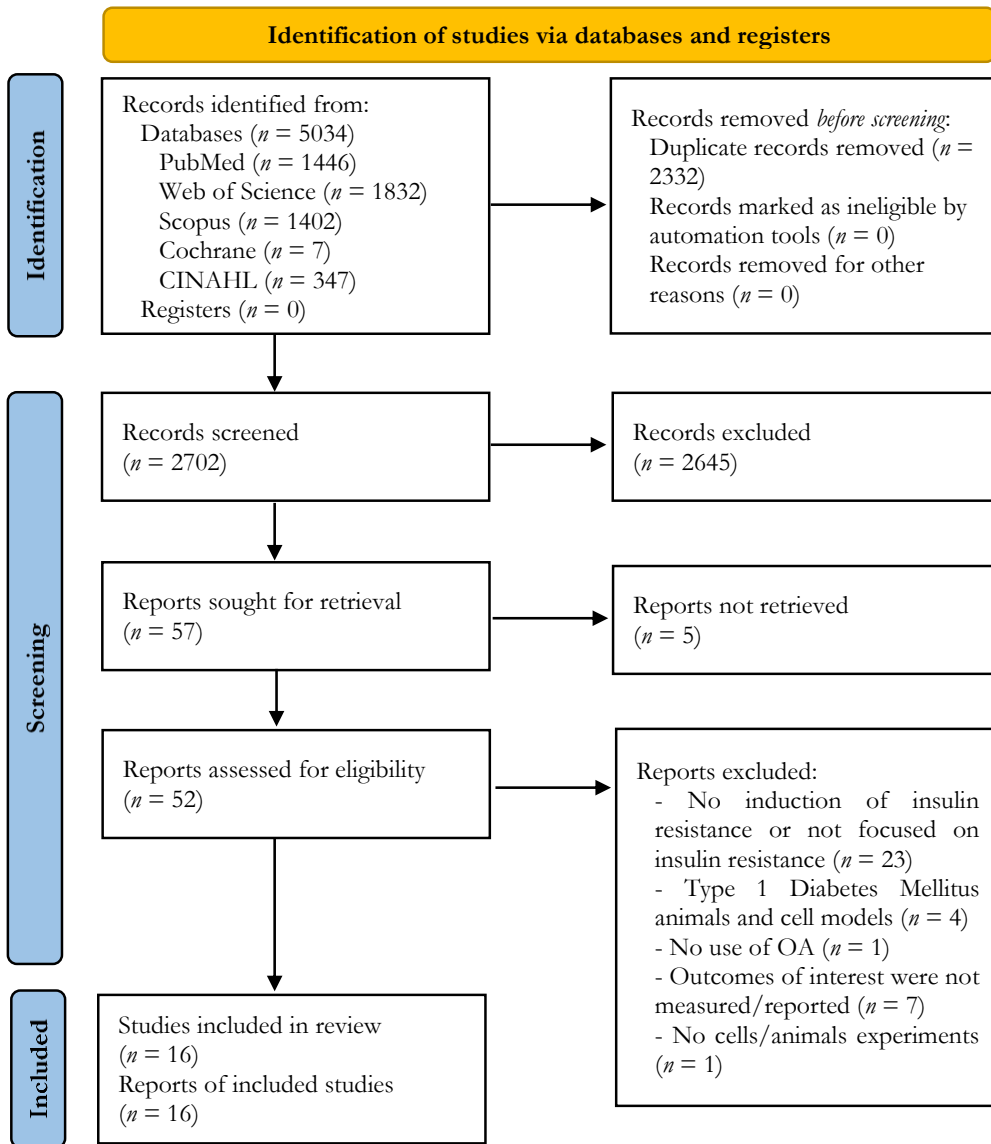 Identification of studies via databases and registers
Identification
Records identified from:
Databases (n = 5034)
PubMed (n = 1446)
Web of Science (n = 1832)
Scopus (n = 1402)
Cochrane (n = 7)
CINAHL (n = 347)
Registers (n = 0)
Records removed before screening:
Duplicate records removed (n =
2332)
Records marked as ineligible by
automation tools (n = 0)
Records removed for other
reasons (n = 0)
Screening
Records screened
(n = 2702)
Records excluded
(n = 2645)
Reports sought for retrieval
(n = 57)
Reports not retrieved
(n = 5)
Reports assessed for eligibility
(n = 52)
Reports excluded:
- No induction of insulin
resistance or not focused on
insulin resistance (n = 23)
- Type 1 Diabetes Mellitus
animals and cell models (n = 4)
- No use of OA (n = 1)
- Outcomes of interest were not
measured/reported (n = 7)
- No cells/animals experiments
(n = 1)
Included
Studies included in review
(n = 16)
Reports of included studies
(n = 16)